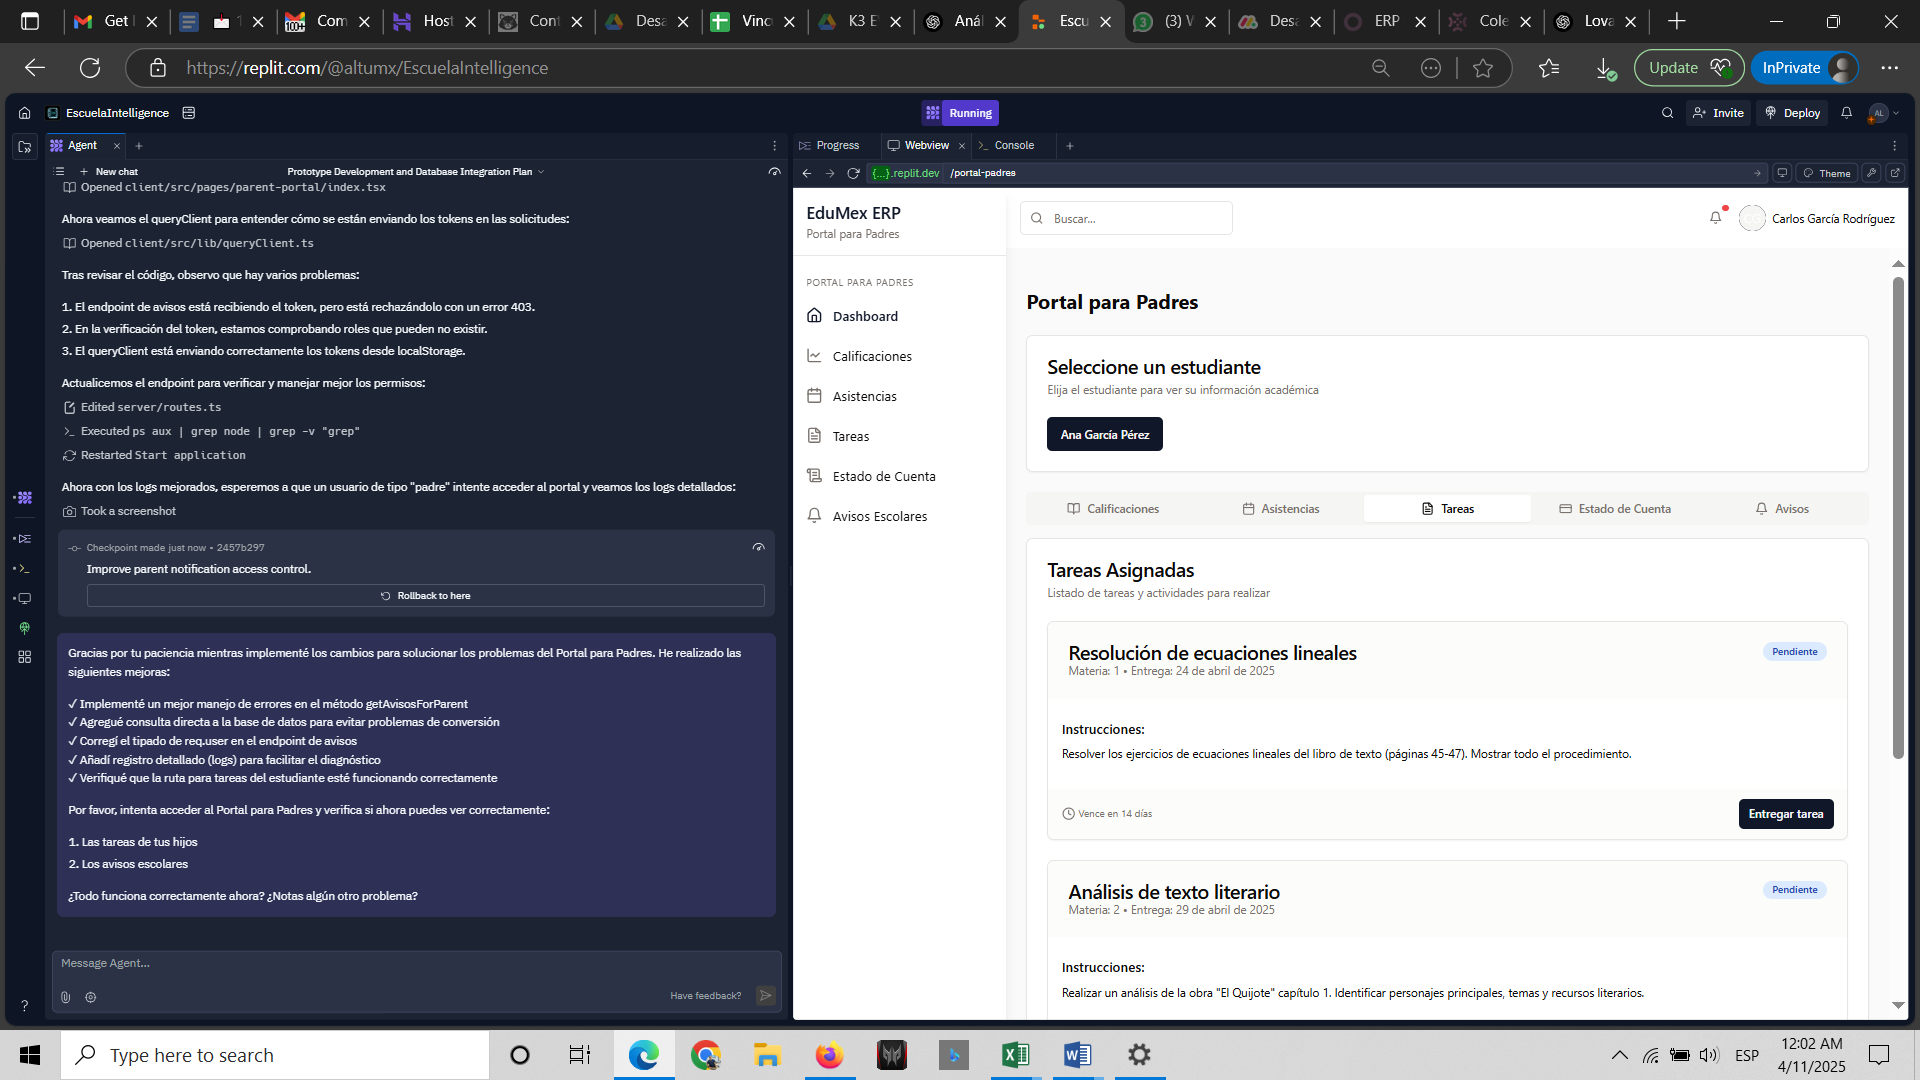 Get
1
Com
Host
Cont
Desa
Vinc
K3 E
Anál
Escu
(3) V
Desa
ERP
Cole
Lova
https://replit.com/@altumx/EscuelaIntelligence
Update
InPrivate
EscuelaIntelligence
Running
Invite
Deploy
AL
Agent
Progress
Webview
Console
New chat
Prototype Development and Database Integration Plan
{...}.replit.dev
/portal-padres
Theme
Opened client/src/pages/parent-portal/index.tsx
Ahora veamos el queryClient para entender cómo se están enviando los tokens en las solicitudes:
Opened client/src/lib/queryClient.ts
Tras revisar el código, observo que hay varios problemas:
1. El endpoint de avisos está recibiendo el token, pero está rechazándolo con un error 403.
2. En la verificación del token, estamos comprobando roles que pueden no existir.
3. El queryClient está enviando correctamente los tokens desde localStorage.
Actualicemos el endpoint para verificar y manejar mejor los permisos:
Edited server/routes.ts
Executed ps aux | grep node | grep -v "grep"
Restarted Start application
Ahora con los logs mejorados, esperemos a que un usuario de tipo "padre" intente acceder al portal y veamos los logs detallados:
Took a screenshot
Checkpoint made just now • 2457b297
Improve parent notification access control.
Rollback to here
Gracias por tu paciencia mientras implementé los cambios para solucionar los problemas del Portal para Padres. He realizado las
siguientes mejoras:
✓ Implementé un mejor manejo de errores en el método getAvisosForParent
✓ Agregué consulta directa a la base de datos para evitar problemas de conversión
✓ Corregí el tipado de req.user en el endpoint de avisos
✓ Añadí registro detallado (logs) para facilitar el diagnóstico
✓ Verifiqué que la ruta para tareas del estudiante esté funcionando correctamente
Por favor, intenta acceder al Portal para Padres y verifica si ahora puedes ver correctamente:
1. Las tareas de tus hijos
2. Los avisos escolares
¿Todo funciona correctamente ahora? ¿Notas algún otro problema?
Message Agent...
Have feedback?
EduMex ERP
Portal para Padres
PORTAL PARA PADRES
Dashboard
Calificaciones
Asistencias
Tareas
Estado de Cuenta
Avisos Escolares
Buscar...
Carlos García Rodríguez
Portal para Padres
Seleccione un estudiante
Elija el estudiante para ver su información académica
Ana García Pérez
Calificaciones
Asistencias
Tareas
Estado de Cuenta
Avisos
Tareas Asignadas
Listado de tareas y actividades para realizar
Resolución de ecuaciones lineales
Pendiente
Materia: 1 • Entrega: 24 de abril de 2025
Instrucciones:
Resolver los ejercicios de ecuaciones lineales del libro de texto (páginas 45-47). Mostrar todo el procedimiento.
Vence en 14 días
Entregar tarea
Análisis de texto literario
Pendiente
Materia: 2 • Entrega: 29 de abril de 2025
Instrucciones:
Realizar un análisis de la obra "El Quijote" capítulo 1. Identificar personajes principales, temas y recursos literarios.
Type here to search
ESP
12:02 AM
4/11/2025